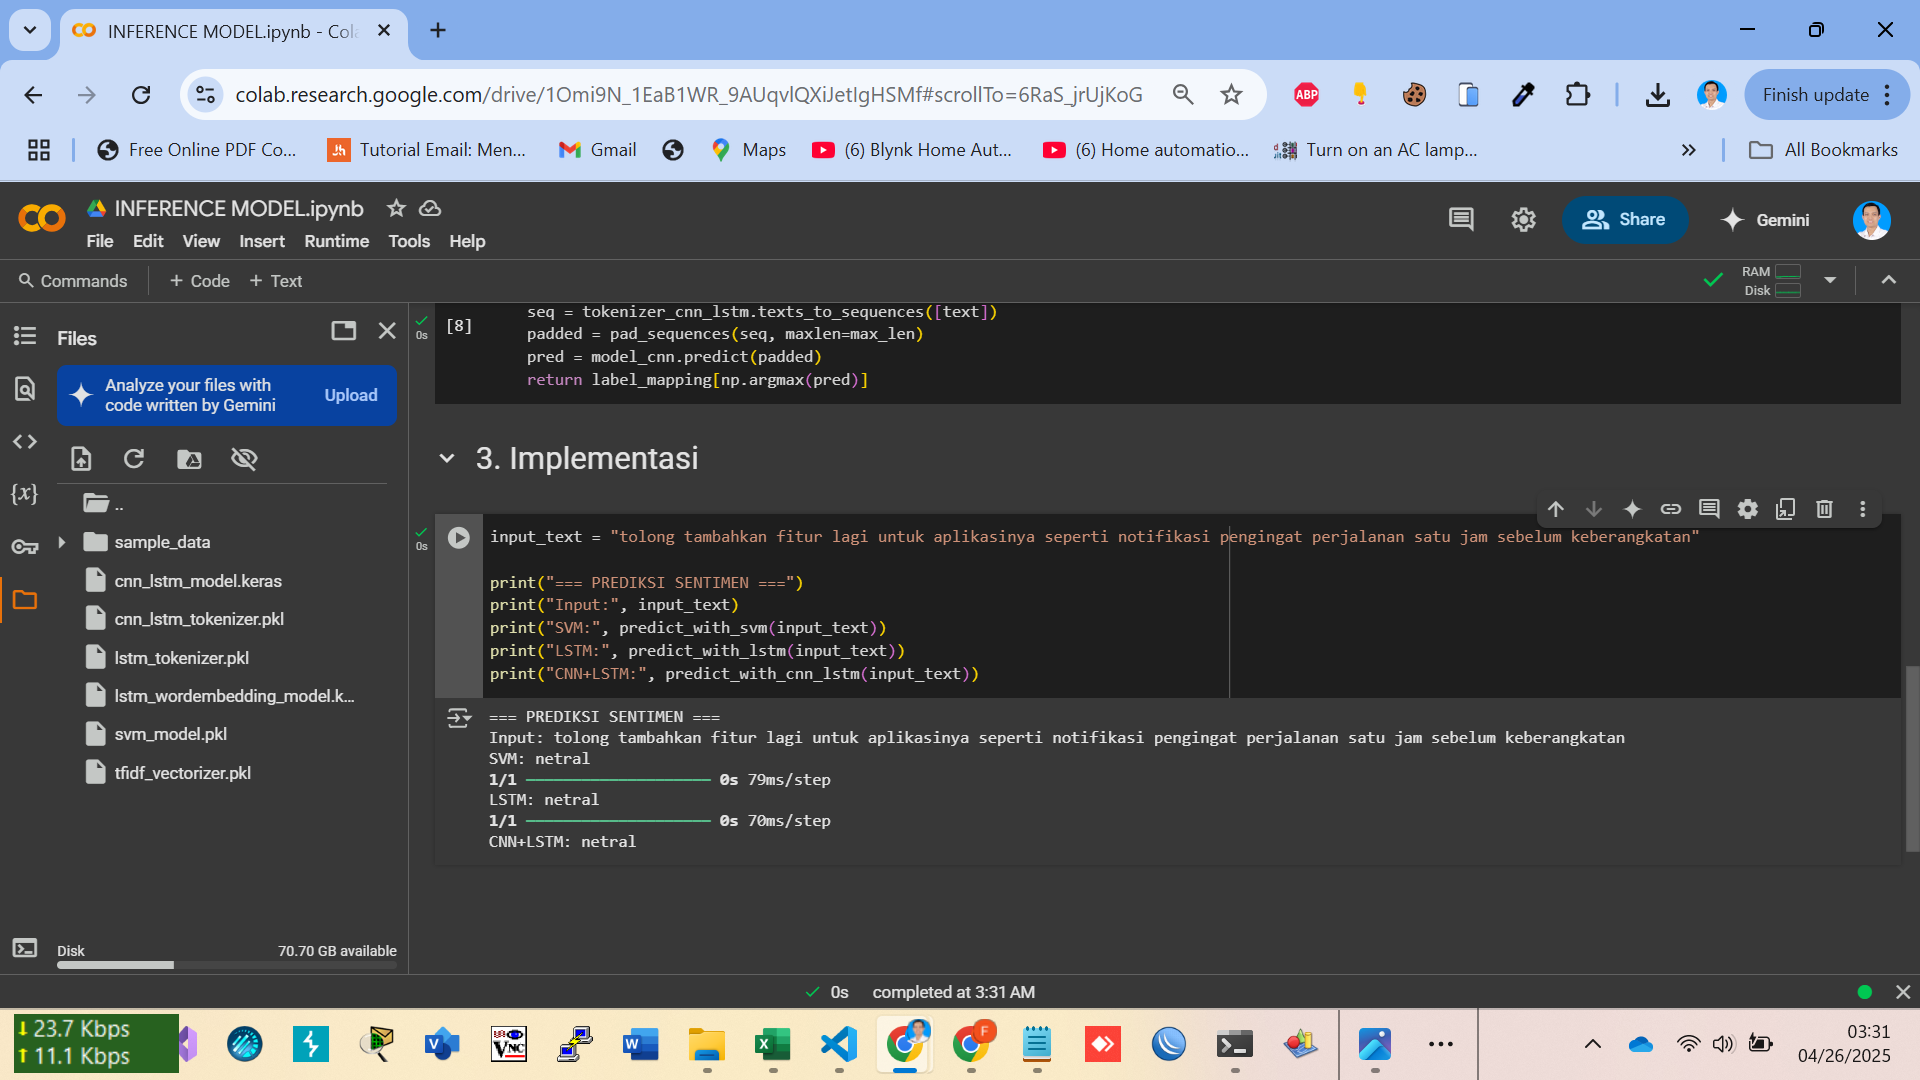 INFERENCE MODEL.ipynb - Col
colab.research.google.com/drive/1Omi9N_1EaB1WR_9AUqvlQXiJetIgHSMf#scrollTo=6RaS_jrUjKoG
ABP
Finish update
Free Online PDF Co...
Tutorial Email: Men...
Gmail
Maps
(6) Blynk Home Aut...
(6) Home automatio...
Turn on an AC lamp...
All Bookmarks
INFERENCE MODEL.ipynb
File Edit View Insert Runtime Tools Help
Share
Gemini
Commands
+ Code
+ Text
RAM
Disk
Files
Analyze your files with
code written by Gemini
Upload
..
sample_data
cnn_lstm_model.keras
cnn_lstm_tokenizer.pkl
lstm_tokenizer.pkl
lstm_wordembedding_model.k...
svm_model.pkl
tfidf_vectorizer.pkl
Disk
70.70 GB available
0s
[8]
seq = tokenizer_cnn_lstm.texts_to_sequences([text])
padded = pad_sequences(seq, maxlen=max_len)
pred = model_cnn.predict(padded)
return label_mapping[np.argmax(pred)]
3. Implementasi
0s
input_text = "tolong tambahkan fitur lagi untuk aplikasinya seperti notifikasi pengingat perjalanan satu jam sebelum keberangkatan"
print("=== PREDIKSI SENTIMEN ===")
print("Input:", input_text)
print("SVM:", predict_with_svm(input_text))
print("LSTM:", predict_with_lstm(input_text))
print("CNN+LSTM:", predict_with_cnn_lstm(input_text))
=== PREDIKSI SENTIMEN ===
Input: tolong tambahkan fitur lagi untuk aplikasinya seperti notifikasi pengingat perjalanan satu jam sebelum keberangkatan
SVM: netral
1/1 0s 79ms/step
LSTM: netral
1/1 0s 70ms/step
CNN+LSTM: netral
0s completed at 3:31 AM
23.7 Kbps
11.1 Kbps
03:31
04/26/2025